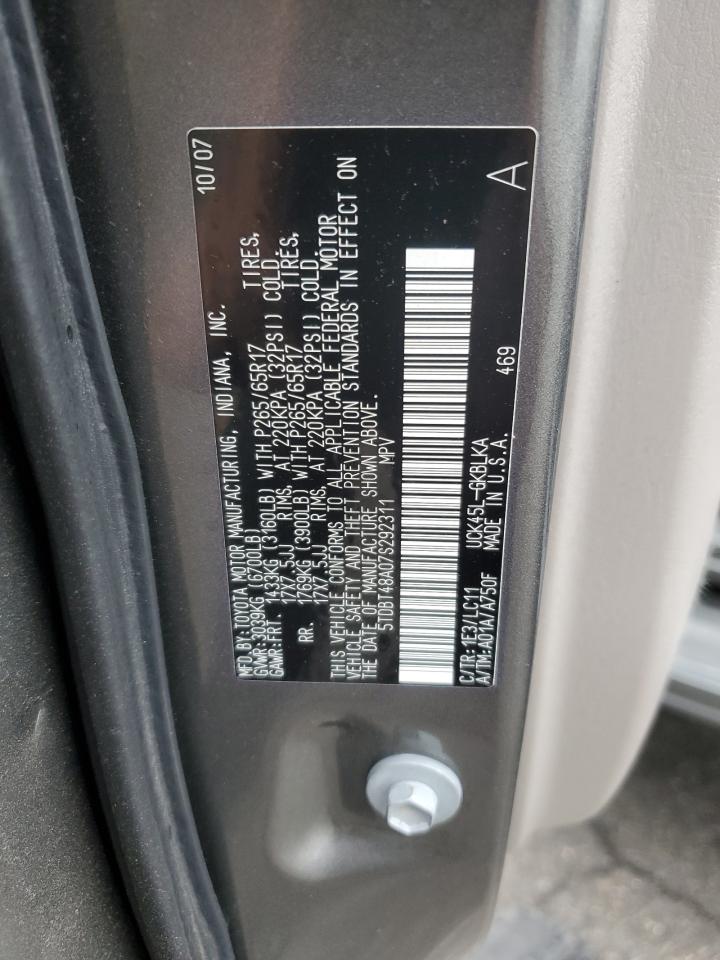 MFD. BY:TOYOTA MOTOR MANUFACTURING, INDIANA, INC. 10/07
GVWR:3039KG (6700LB)
GAWR:FRT. 1433KG (3160LB) WITH P265/65R17 TIRES,
17X7.5JJ RIMS, AT 220KPA (32PSI) COLD.
RR. 1769KG (3900LB) WITH P265/65R17 TIRES,
17X7.5JJ RIMS, AT 220KPA (32PSI) COLD.
THIS VEHICLE CONFORMS TO ALL APPLICABLE FEDERAL MOTOR
VEHICLE SAFETY AND THEFT PREVENTION STANDARDS IN EFFECT ON
THE DATE OF MANUFACTURE SHOWN ABOVE.
5TDBT48A07S292311 MPV
C/TR:1E3/LC11 UCK45L-QKBLKA
A/TM:A01A/A750F MADE IN U.S.A. 469
A